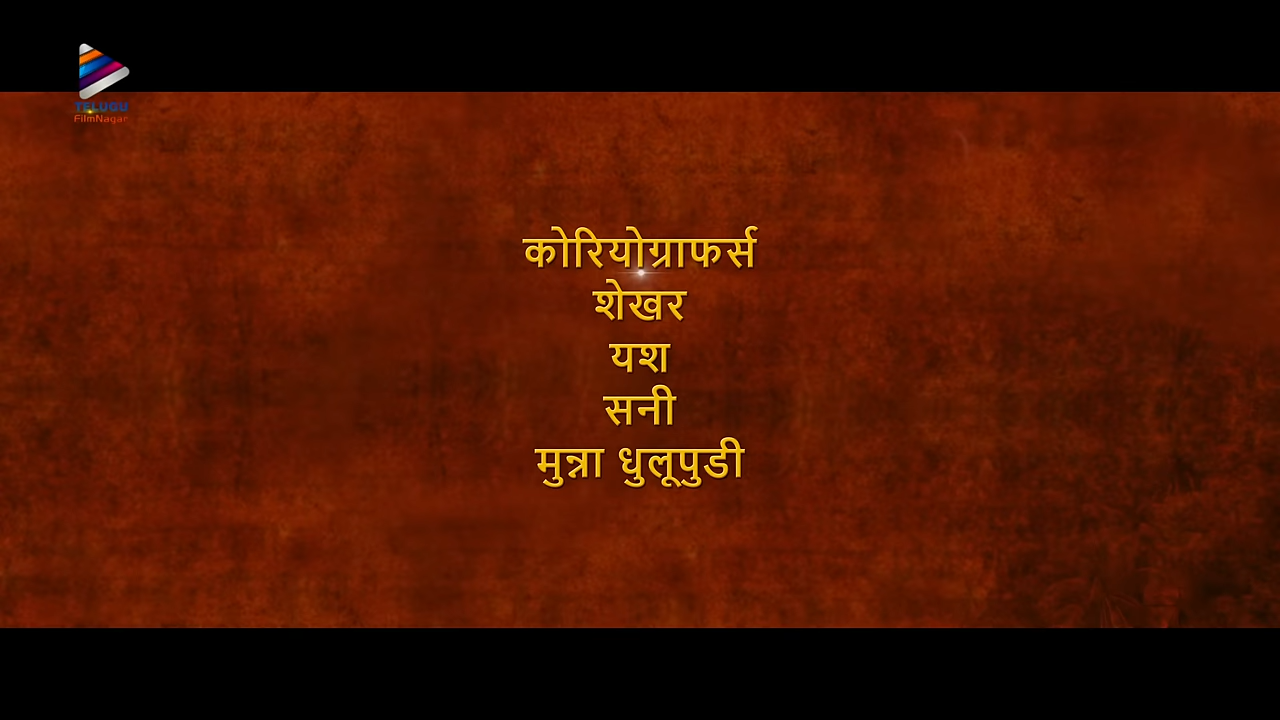 TELUGU
FilmNagar
कोरियोग्राफर्स
शेखर
यश
सनी
मुन्ना धुलूपुडी